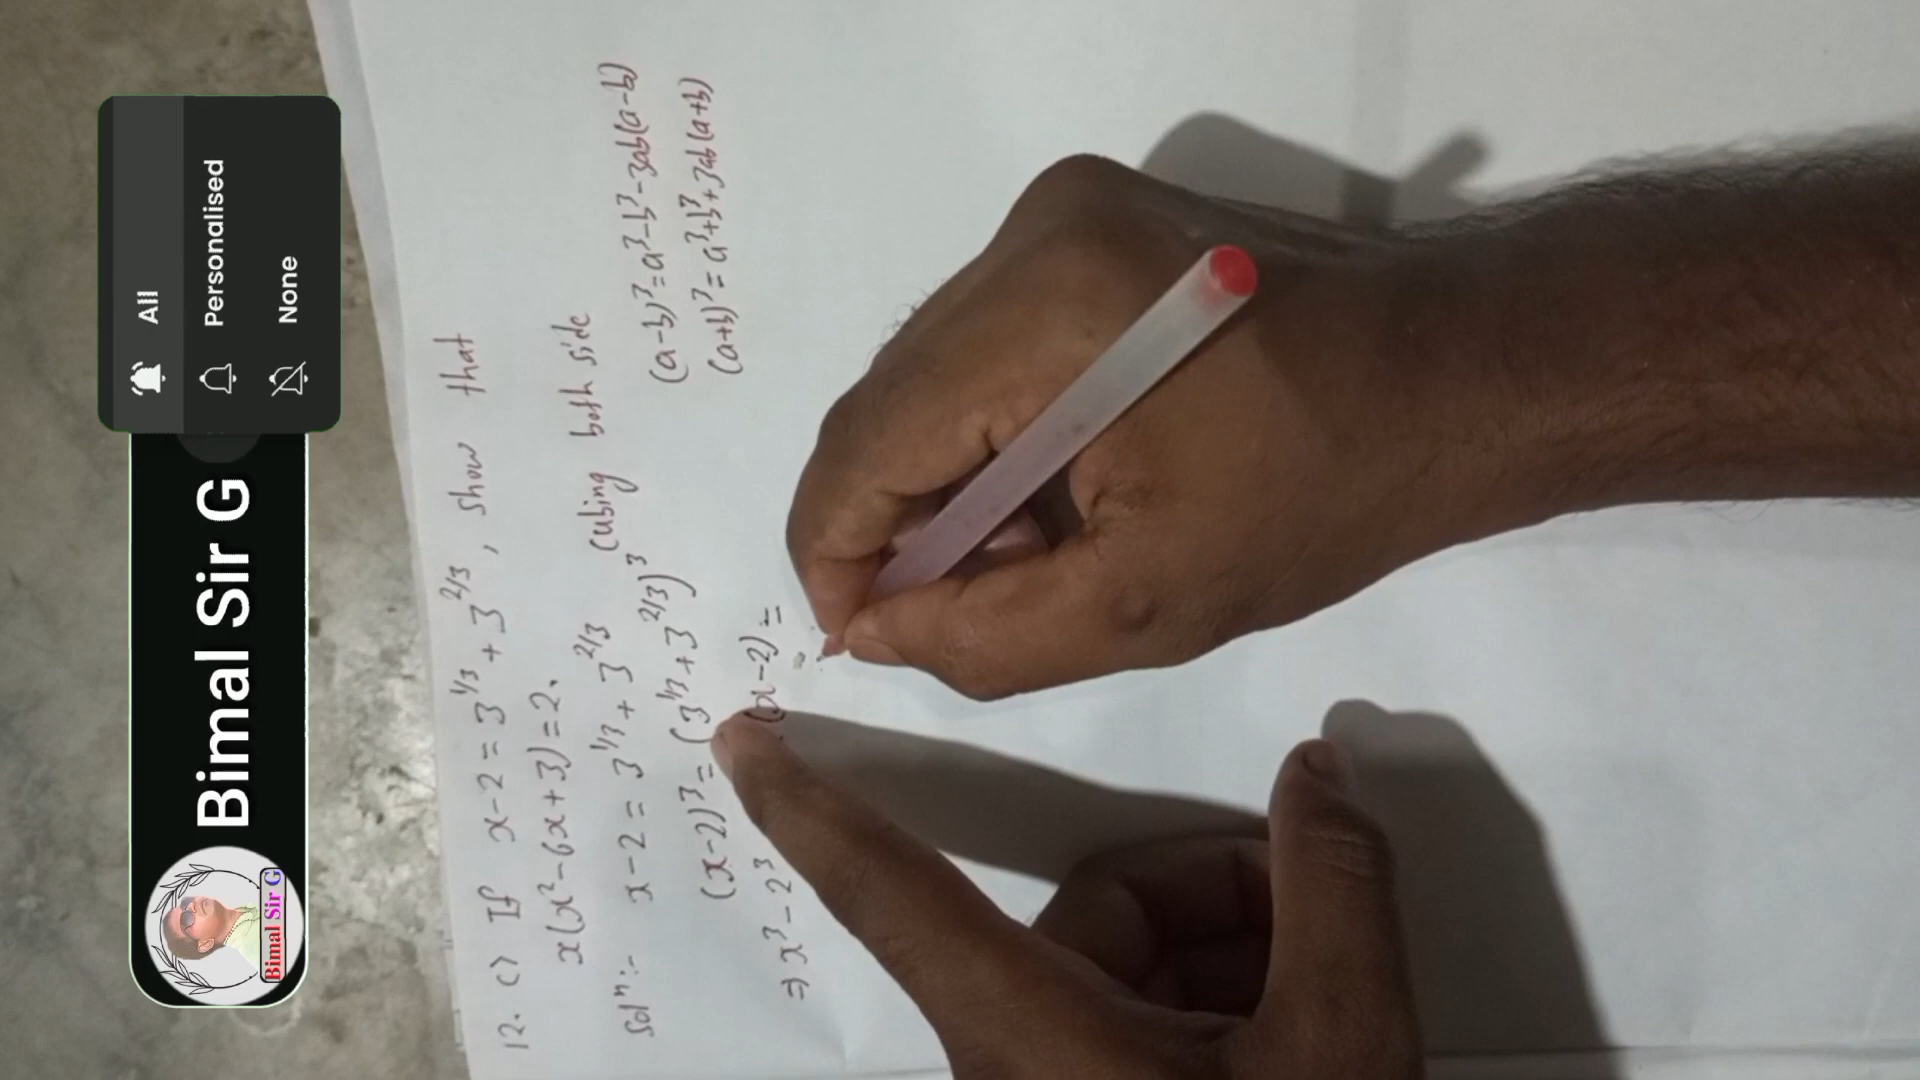 All
Personalised
None
Bimal Sir G
Bimal Sir G
12. c) If x-2 = 3^1/3 + 3^2/3, show that
x(x²-6x+3)=2.
Solⁿ:- x-2 = 3^1/3 + 3^2/3 cubing both side
(x-2)³ = (3^1/3 + 3^2/3)³
(a-b)³ = a³-b³-3ab(a-b)
(a+b)³ = a³+b³+3ab(a+b)
⇒ x³ - 2³ (x-2) =